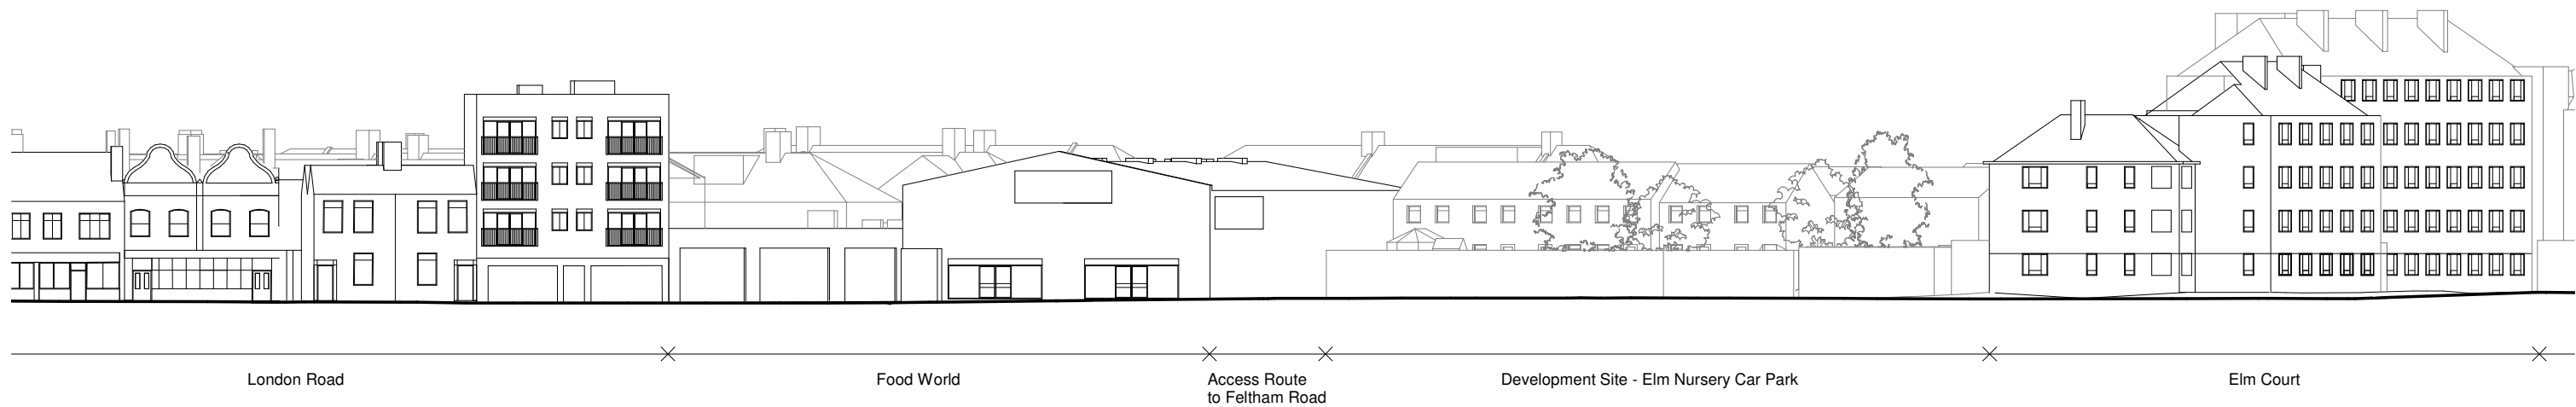 London Road
Food World
Access Route
to Feltham Road
Development Site - Elm Nursery Car Park
Elm Court